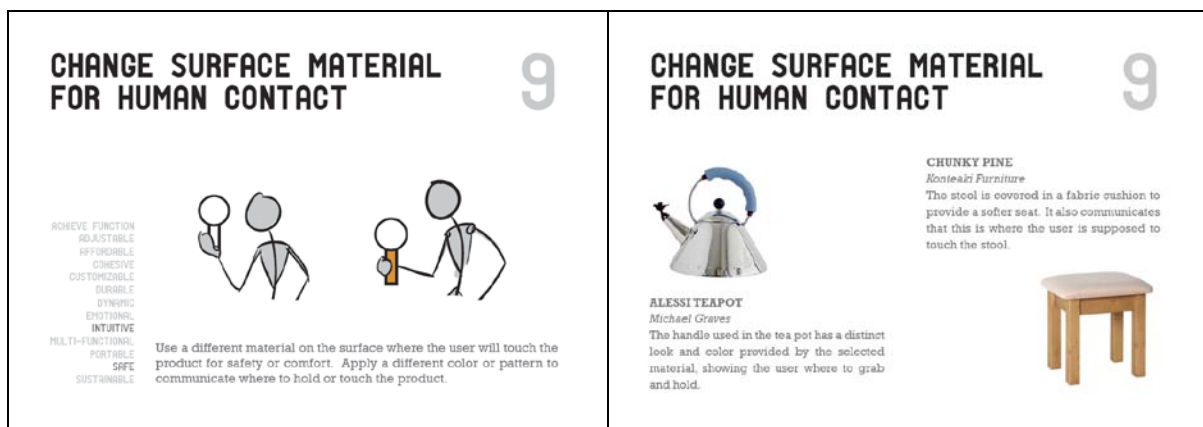 CHANGE SURFACE MATERIAL
FOR HUMAN CONTACT
9
ACHIEVE FUNCTION
ADJUSTABLE
AFFORDABLE
COHESIVE
CUSTOMIZABLE
DURABLE
DYNAMIC
EMOTIONAL
INTUITIVE
MULTI-FUNCTIONAL
PORTABLE
SAFE
SUSTAINABLE
Use a different material on the surface where the user will touch the
product for safety or comfort. Apply a different color or pattern to
communicate where to hold or touch the product.
CHANGE SURFACE MATERIAL
FOR HUMAN CONTACT
9
ALESSI TEAPOT
Michael Graves
The handle used in the tea pot has a distinct
look and color provided by the selected
material, showing the user where to grab
and hold.
CHUNKY PINE
Konteaki Furniture
The stool is covered in a fabric cushion to
provide a softer seat. It also communicates
that this is where the user is supposed to
touch the stool.